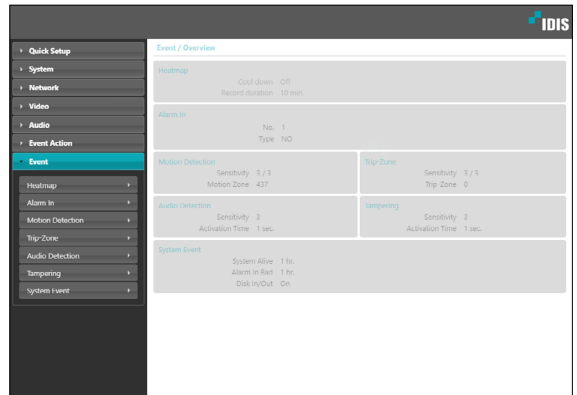 IDIS
Quick Setup
System
Network
Video
Audio
Event Action
Event
Heatmap
Alarm In
Motion Detection
Trip-Zone
Audio Detection
Tampering
System Event
Event / Overview
Heatmap
Cool down Off
Record duration 10 min.
Alarm In
No. 1
Type NO
Motion Detection
Sensitivity 3 / 3
Motion Zone 437
Trip-Zone
Sensitivity 3 / 3
Trip Zone 0
Audio Detection
Sensitivity 3
Activation Time 1 sec.
Tampering
Sensitivity 3
Activation Time 1 sec.
System Event
System Alive 1 hr.
Alarm In Bad 1 hr.
Disk In/Out On